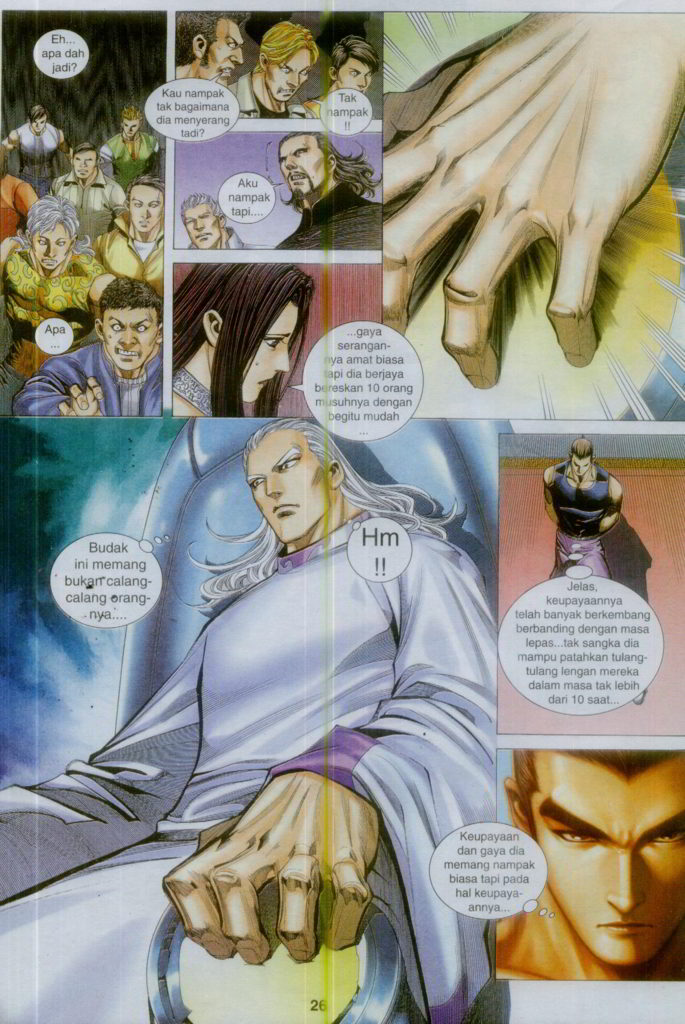 Eh...
apa dah
jadi?
Apa
...
Kau nampak
tak bagaimana
dia menyerang
tadi?
Tak
nampak
!!
Aku
nampak
tapi....
...gaya
serangan-
nya amat biasa
tapi dia berjaya
bereskan 10 orang
musuhnya dengan
begitu mudah
...
Budak
ini memang
bukan calang-
calang orang-
nya....
Hm
!!
Jelas,
keupayaannya
telah banyak berkembang
berbanding dengan masa
lepas...tak sangka dia
mampu patahkan tulang-
tulang lengan mereka
dalam masa tak lebih
dari 10 saat...
Keupayaan
dan gaya dia
memang nampak
biasa tapi pada
hal keupaya-
annya...
26